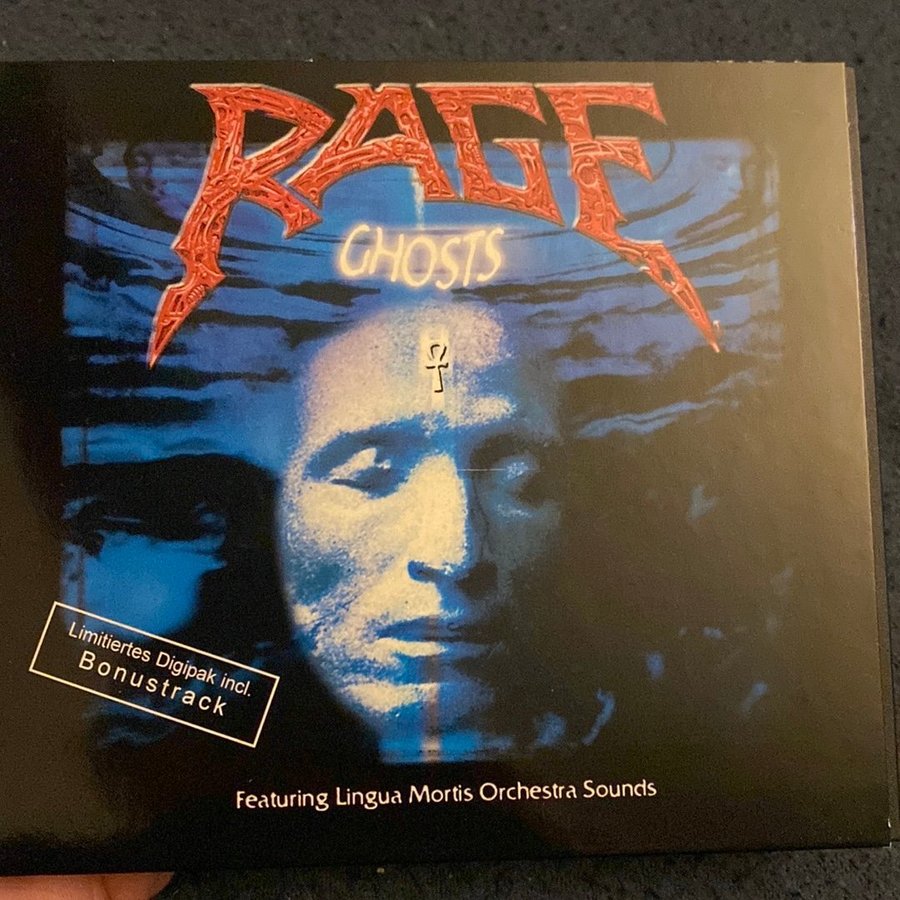 RAGE
GHOSTS
Limitiertes Digipak incl.
Bonustrack
Featuring Lingua Mortis Orchestra Sounds